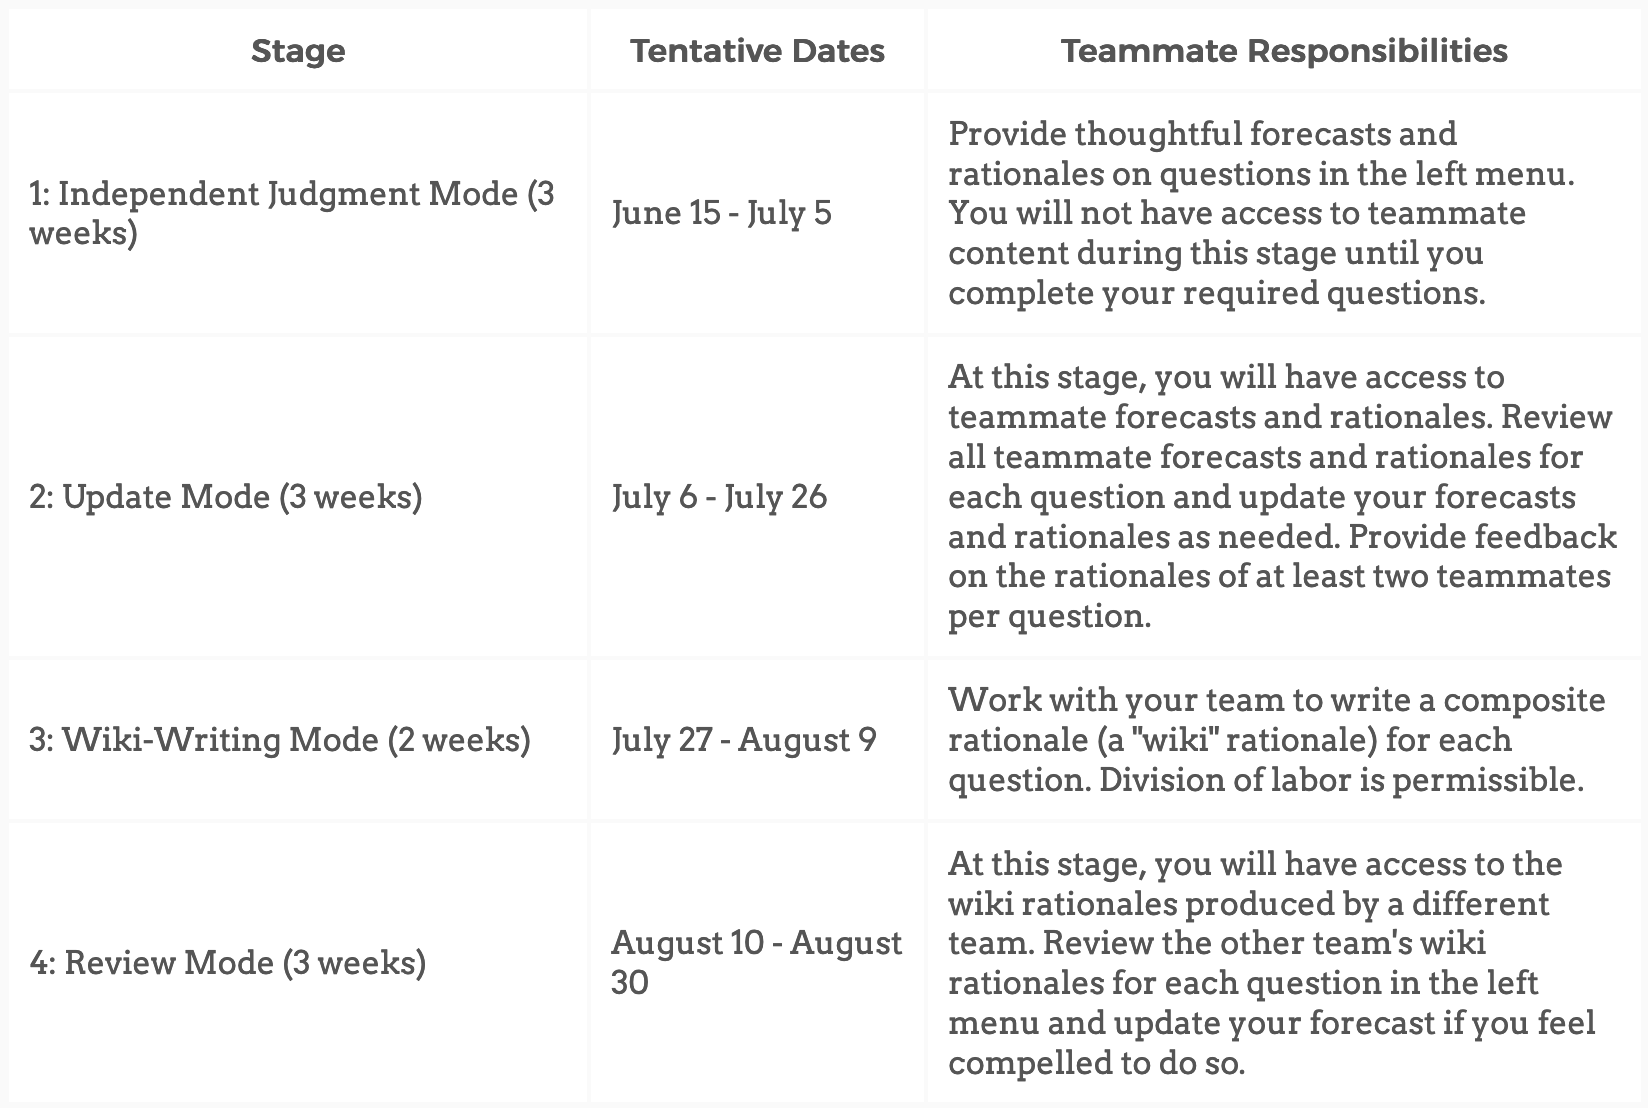 Stage
Tentative Dates
Teammate Responsibilities
1: Independent Judgment Mode (3
weeks)
June 15 - July 5
Provide thoughtful forecasts and
rationales on questions in the left menu.
You will not have access to teammate
content during this stage until you
complete your required questions.
2: Update Mode (3 weeks)
July 6 - July 26
At this stage, you will have access to
teammate forecasts and rationales. Review
all teammate forecasts and rationales for
each question and update your forecasts
and rationales as needed. Provide feedback
on the rationales of at least two teammates
per question.
3: Wiki-Writing Mode (2 weeks)
July 27 - August 9
Work with your team to write a composite
rationale (a "wiki" rationale) for each
question. Division of labor is permissible.
4: Review Mode (3 weeks)
August 10 - August
30
At this stage, you will have access to the
wiki rationales produced by a different
team. Review the other team's wiki
rationales for each question in the left
menu and update your forecast if you feel
compelled to do so.